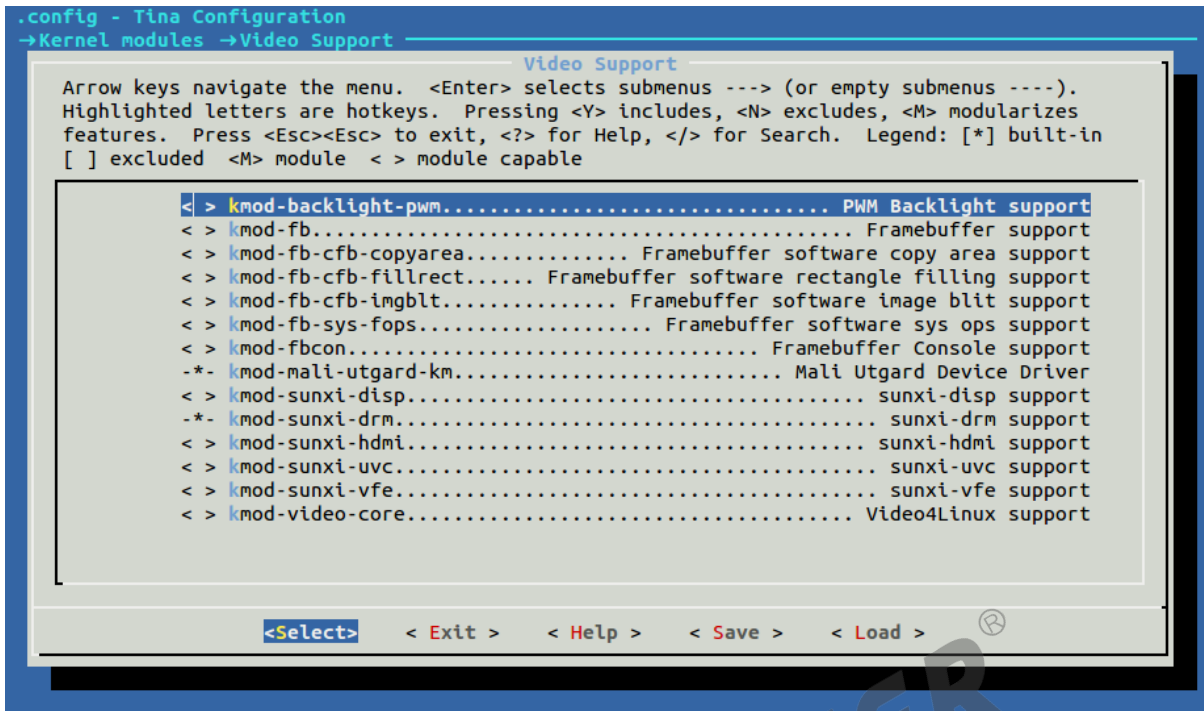 .config - Tina Configuration
→Kernel modules →Video Support
Video Support
Arrow keys navigate the menu.  <Enter> selects submenus ---> (or empty submenus ----).
Highlighted letters are hotkeys.  Pressing <Y> includes, <N> excludes, <M> modularizes
features.  Press <Esc><Esc> to exit, <?> for Help, </> for Search.  Legend: [*] built-in
[ ] excluded  <M> module  < > module capable
< > kmod-backlight-pwm................................. PWM Backlight support
< > kmod-fb.............................................. Framebuffer support
< > kmod-fb-cfb-copyarea.............. Framebuffer software copy area support
< > kmod-fb-cfb-fillrect...... Framebuffer software rectangle filling support
< > kmod-fb-cfb-imgblt............... Framebuffer software image blit support
< > kmod-fb-sys-fops.................... Framebuffer software sys ops support
< > kmod-fbcon................................... Framebuffer Console support
-*- kmod-mali-utgard-km............................ Mali Utgard Device Driver
< > kmod-sunxi-disp....................................... sunxi-disp support
-*- kmod-sunxi-drm......................................... sunxi-drm support
< > kmod-sunxi-hdmi....................................... sunxi-hdmi support
< > kmod-sunxi-uvc......................................... sunxi-uvc support
< > kmod-sunxi-vfe......................................... sunxi-vfe support
< > kmod-video-core...................................... Video4Linux support
<Select>    < Exit >    < Help >    < Save >    < Load >
®